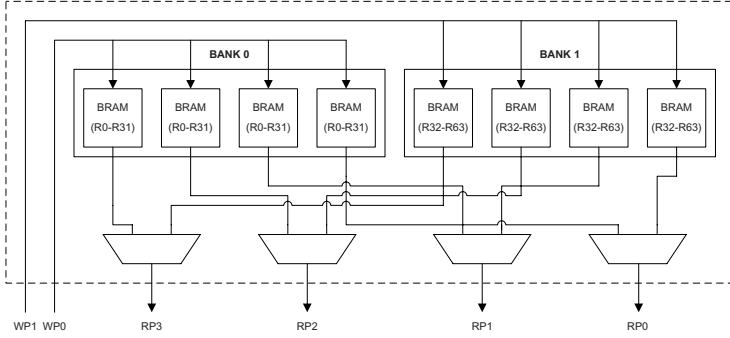 BANK 0
BANK 1
BRAM
(R0-R31)
BRAM
(R0-R31)
BRAM
(R0-R31)
BRAM
(R0-R31)
BRAM
(R32-R63)
BRAM
(R32-R63)
BRAM
(R32-R63)
BRAM
(R32-R63)
WP1 WP0 RP3 RP2 RP1 RP0